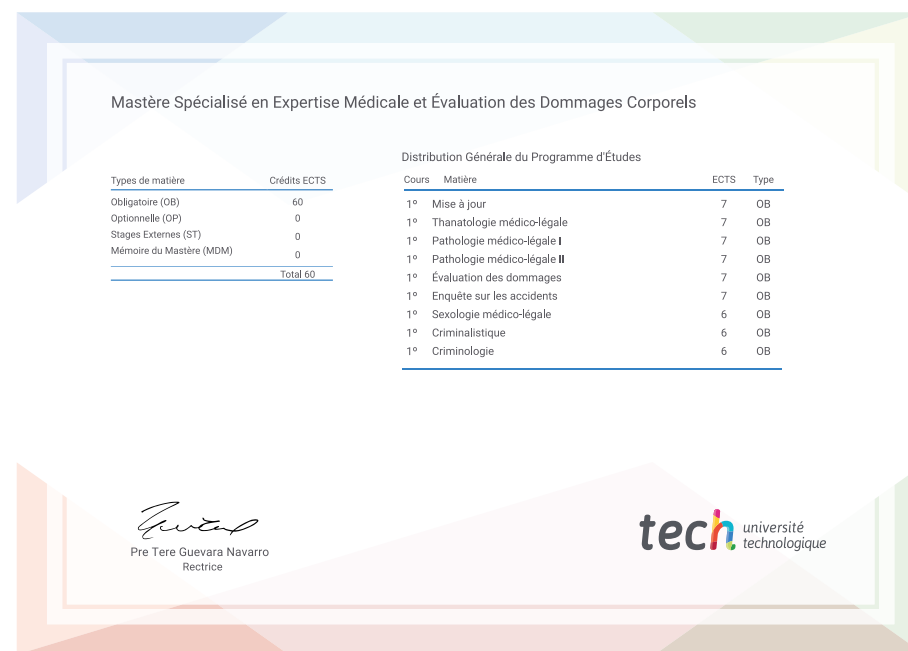 Mastère Spécialisé en Expertise Médicale et Évaluation des Dommages Corporels
Types de matière Crédits ECTS
Obligatoire (OB) 60
Optionnelle (OP) 0
Stages Externes (ST) 0
Mémoire du Mastère (MDM) 0
Total 60
Distribution Générale du Programme d'Études
Cours Matière ECTS Type
1º Mise à jour 7 OB
1º Thanatologie médico-légale 7 OB
1º Pathologie médico-légale I 7 OB
1º Pathologie médico-légale II 7 OB
1º Évaluation des dommages 7 OB
1º Enquête sur les accidents 7 OB
1º Sexologie médico-légale 6 OB
1º Criminalistique 6 OB
1º Criminologie 6 OB
Pre Tere Guevara Navarro
Rectrice
tech université
technologique